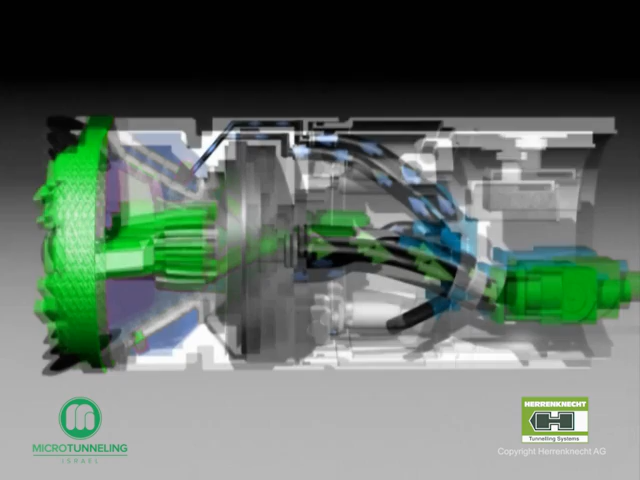 MICROTUNNELING
ISRAEL
HERRENKNECHT
Tunnelling Systems
Copyright Herrenknecht AG